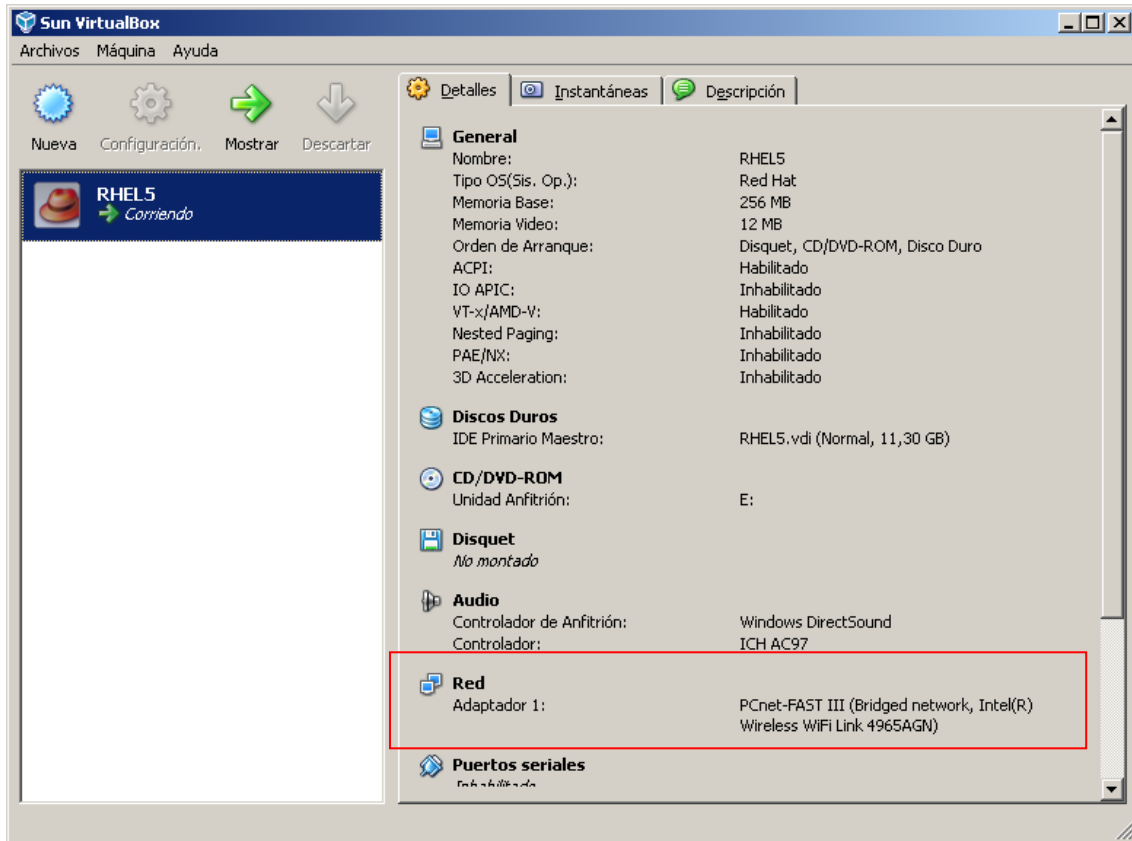 Sun VirtualBox
Archivos Máquina Ayuda
Nueva Configuración. Mostrar Descartar
RHEL5
Corriendo
Detalles Instantáneas Descripción
General
Nombre: RHEL5
Tipo OS(Sis. Op.): Red Hat
Memoria Base: 256 MB
Memoria Video: 12 MB
Orden de Arranque: Disquet, CD/DVD-ROM, Disco Duro
ACPI: Habilitado
IO APIC: Inhabilitado
VT-x/AMD-V: Habilitado
Nested Paging: Inhabilitado
PAE/NX: Inhabilitado
3D Acceleration: Inhabilitado
Discos Duros
IDE Primario Maestro: RHEL5.vdi (Normal, 11,30 GB)
CD/DVD-ROM
Unidad Anfitrión: E:
Disquet
No montado
Audio
Controlador de Anfitrión: Windows DirectSound
Controlador: ICH AC97
Red
Adaptador 1: PCnet-FAST III (Bridged network, Intel(R)
Wireless WiFi Link 4965AGN)
Puertos seriales
Inhabilitado